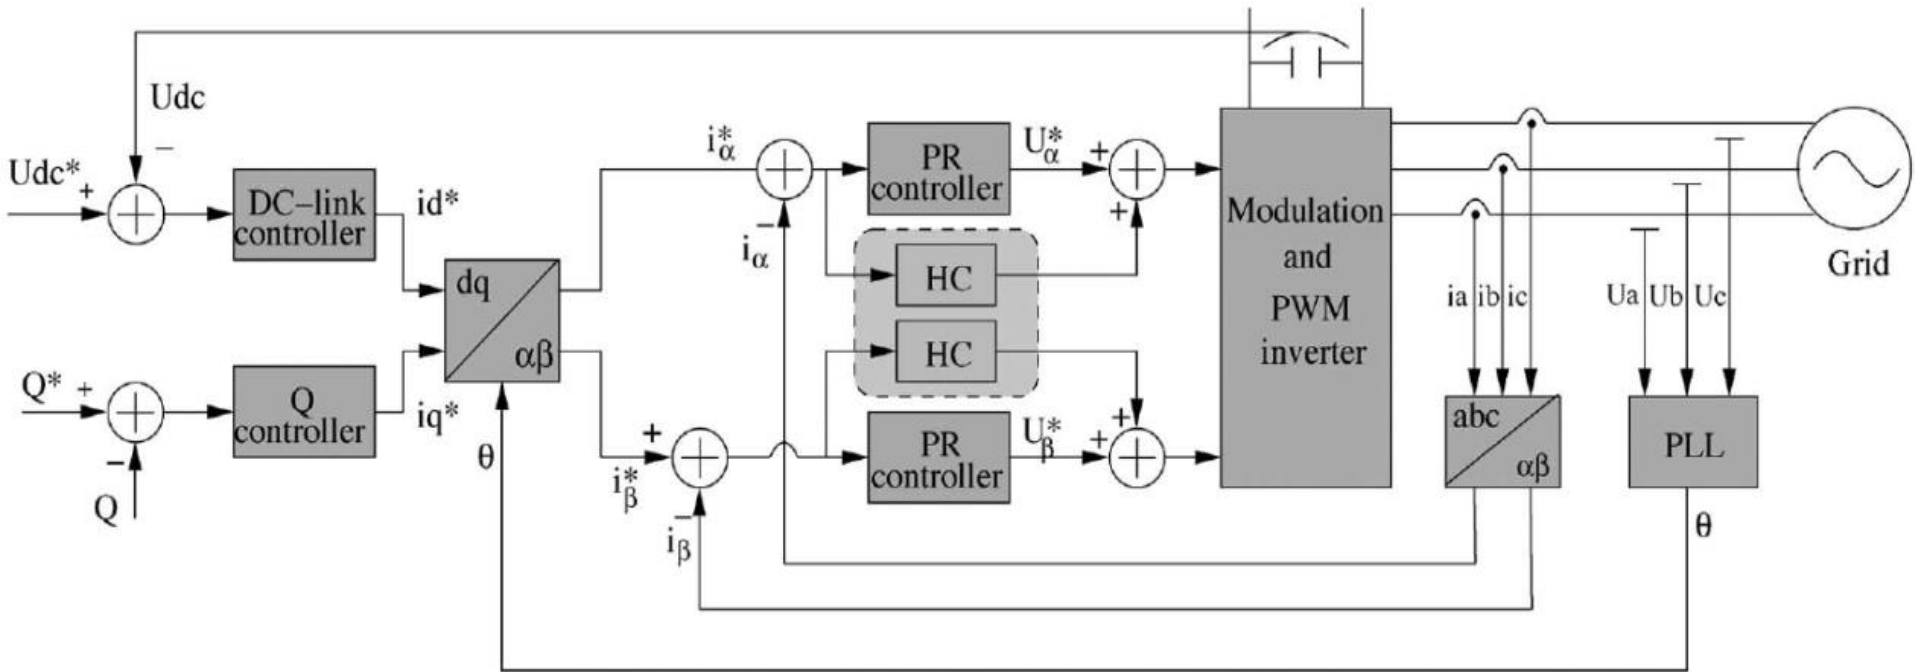 Udc
−
Udc*
+
DC−link
controller
id*
Q*
+
−
Q
Q
controller
iq*
dq
αβ
θ
i*α
−
iα
PR
controller
U*α
+
+
HC
HC
+
i*β
−
iβ
PR
controller
U*β
+
+
Modulation
and
PWM
inverter
Grid
ia
ib
ic
Ua
Ub
Uc
abc
αβ
PLL
θ